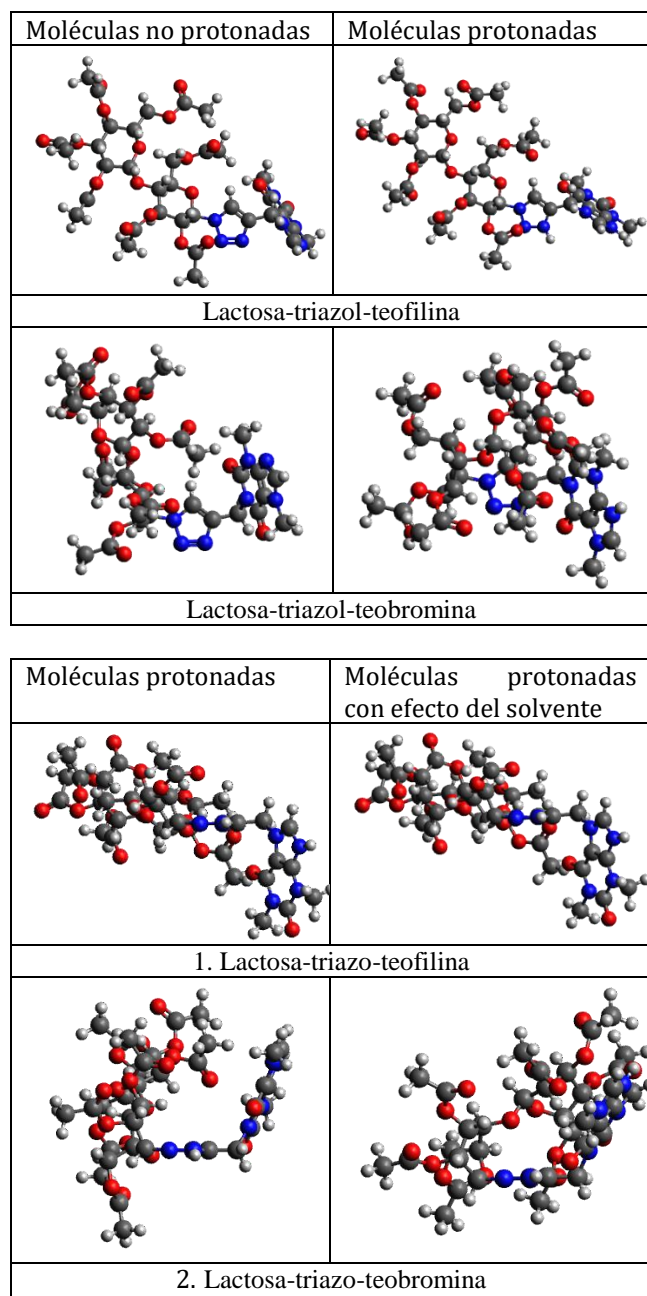 Moléculas no protonadas
Moléculas protonadas
Lactosa-triazol-teofilina
Lactosa-triazol-teobromina
Moléculas protonadas
Moléculas protonadas
con efecto del solvente
1. Lactosa-triazo-teofilina
2. Lactosa-triazo-teobromina